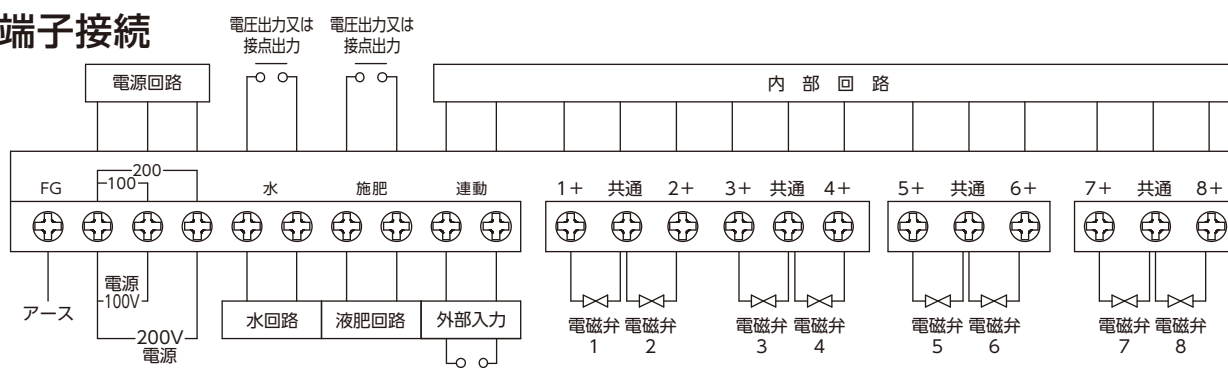 端子接続
電圧出力又は
接点出力
電圧出力又は
接点出力
電源回路
内部回路
200
100
FG
水
施肥
連動
1+
共通
2+
3+
共通
4+
5+
共通
6+
7+
共通
8+
アース
電源
100V
200V
電源
水回路
液肥回路
外部入力
電磁弁
1
電磁弁
2
電磁弁
3
電磁弁
4
電磁弁
5
電磁弁
6
電磁弁
7
電磁弁
8